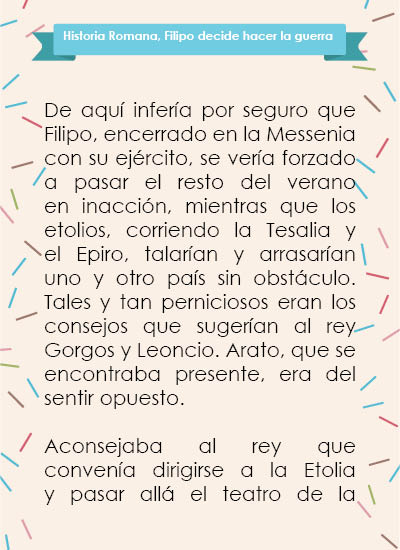 Historia Romana, Filipo decide hacer la guerra
De aquí infería por seguro que
Filipo, encerrado en la Messenia
con su ejército, se vería forzado
a pasar el resto del verano
en inacción, mientras que los
etolios, corriendo la Tesalia y
el Epiro, talarían y arrasarían
uno y otro país sin obstáculo.
Tales y tan perniciosos eran los
consejos que sugerían al rey
Gorgos y Leoncio. Arato, que se
encontraba presente, era del
sentir opuesto.
Aconsejaba al rey que
convenía dirigirse a la Etolia
y pasar allá el teatro de la